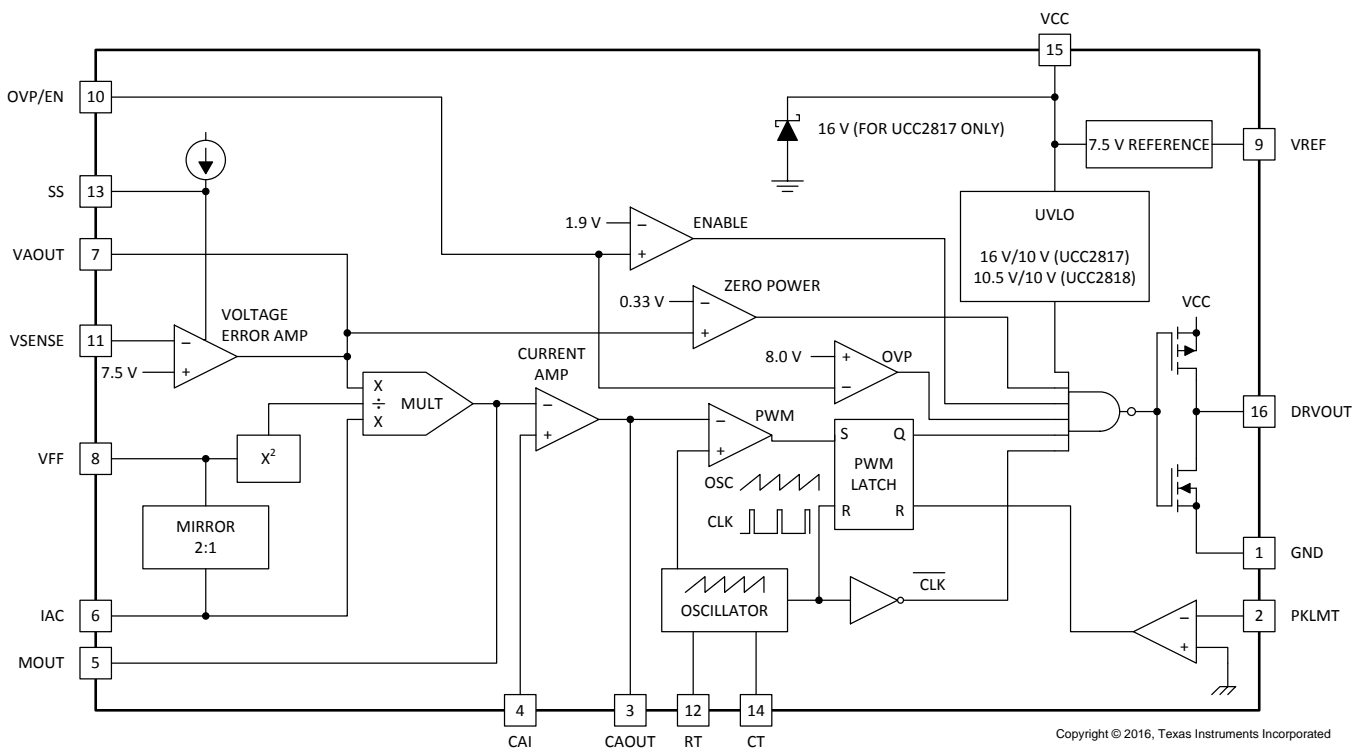 VCC
15
OVP/EN
10
16 V (FOR UCC2817 ONLY)
7.5 V REFERENCE
9
VREF
SS
13
1.9 V
−
+
ENABLE
UVLO
16 V/10 V (UCC2817)
10.5 V/10 V (UCC2818)
VAOUT
7
0.33 V
−
+
ZERO POWER
VCC
VOLTAGE
ERROR AMP
VSENSE
11
−
7.5 V
+
8.0 V
+
−
OVP
CURRENT
AMP
X
÷
X
MULT
−
+
−
+
PWM
16
DRVOUT
S
Q
PWM
LATCH
R
R
VFF
8
X2
OSC
CLK
MIRROR
2:1
1
GND
OSCILLATOR
CLK
IAC
6
−
+
2
PKLMT
MOUT
5
4
3
12
14
CAI
CAOUT
RT
CT
Copyright © 2016, Texas Instruments Incorporated